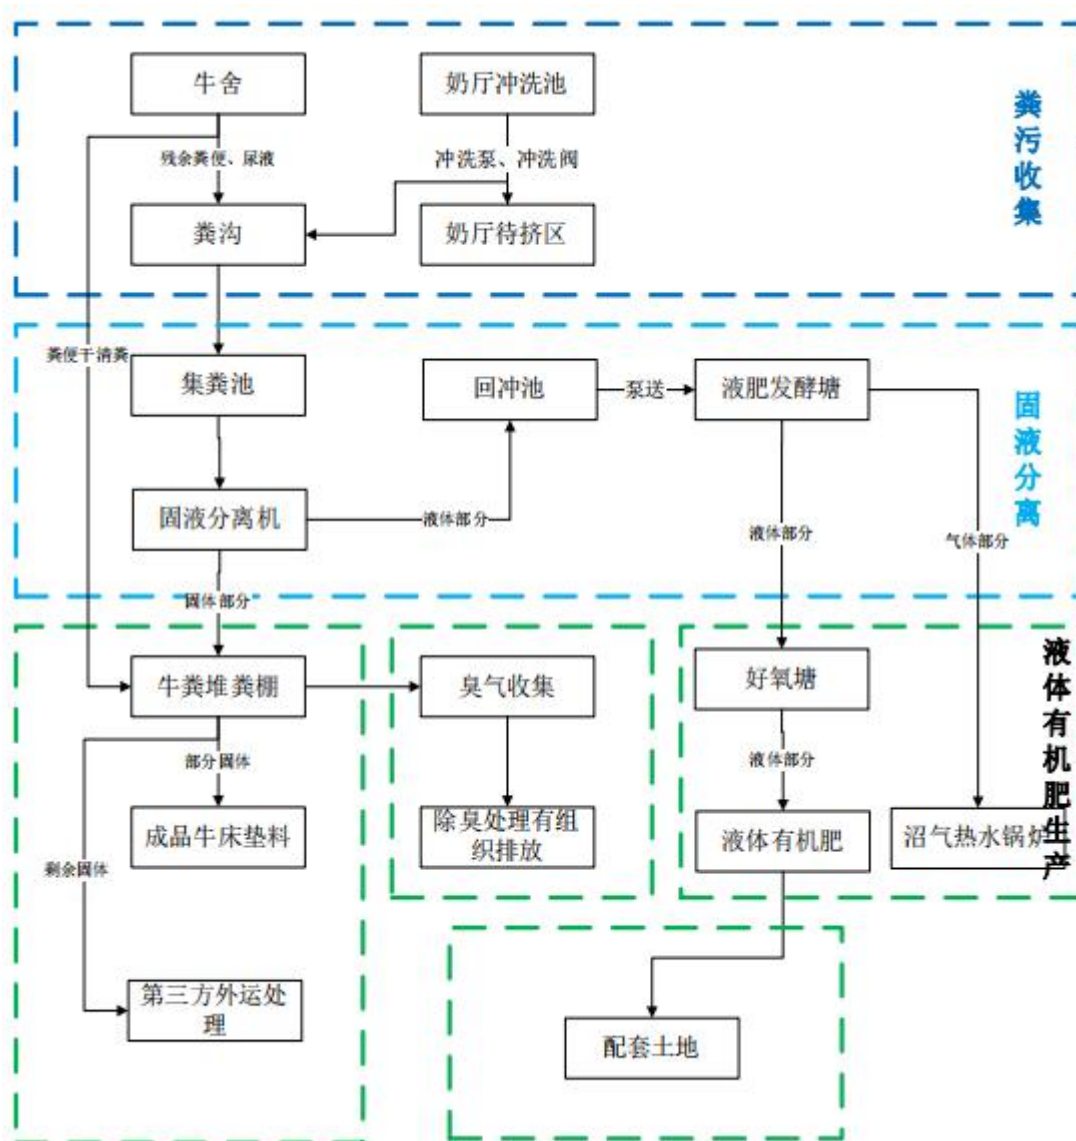 牛舍
奶厅冲洗池
粪污收集
残余粪便、尿液
冲洗泵、冲洗阀
粪沟
奶厅待挤区
粪便干清粪
集粪池
回冲池
泵送
液肥发酵塘
固液分离
固液分离机
液体部分
液体部分
气体部分
固体部分
牛粪堆粪棚
臭气收集
好氧塘
液体有机肥生产
部分固体
液体部分
成品牛床垫料
除臭处理有组
织排放
液体有机肥
沼气热水锅炉
剩余固体
第三方外运处
理
配套土地